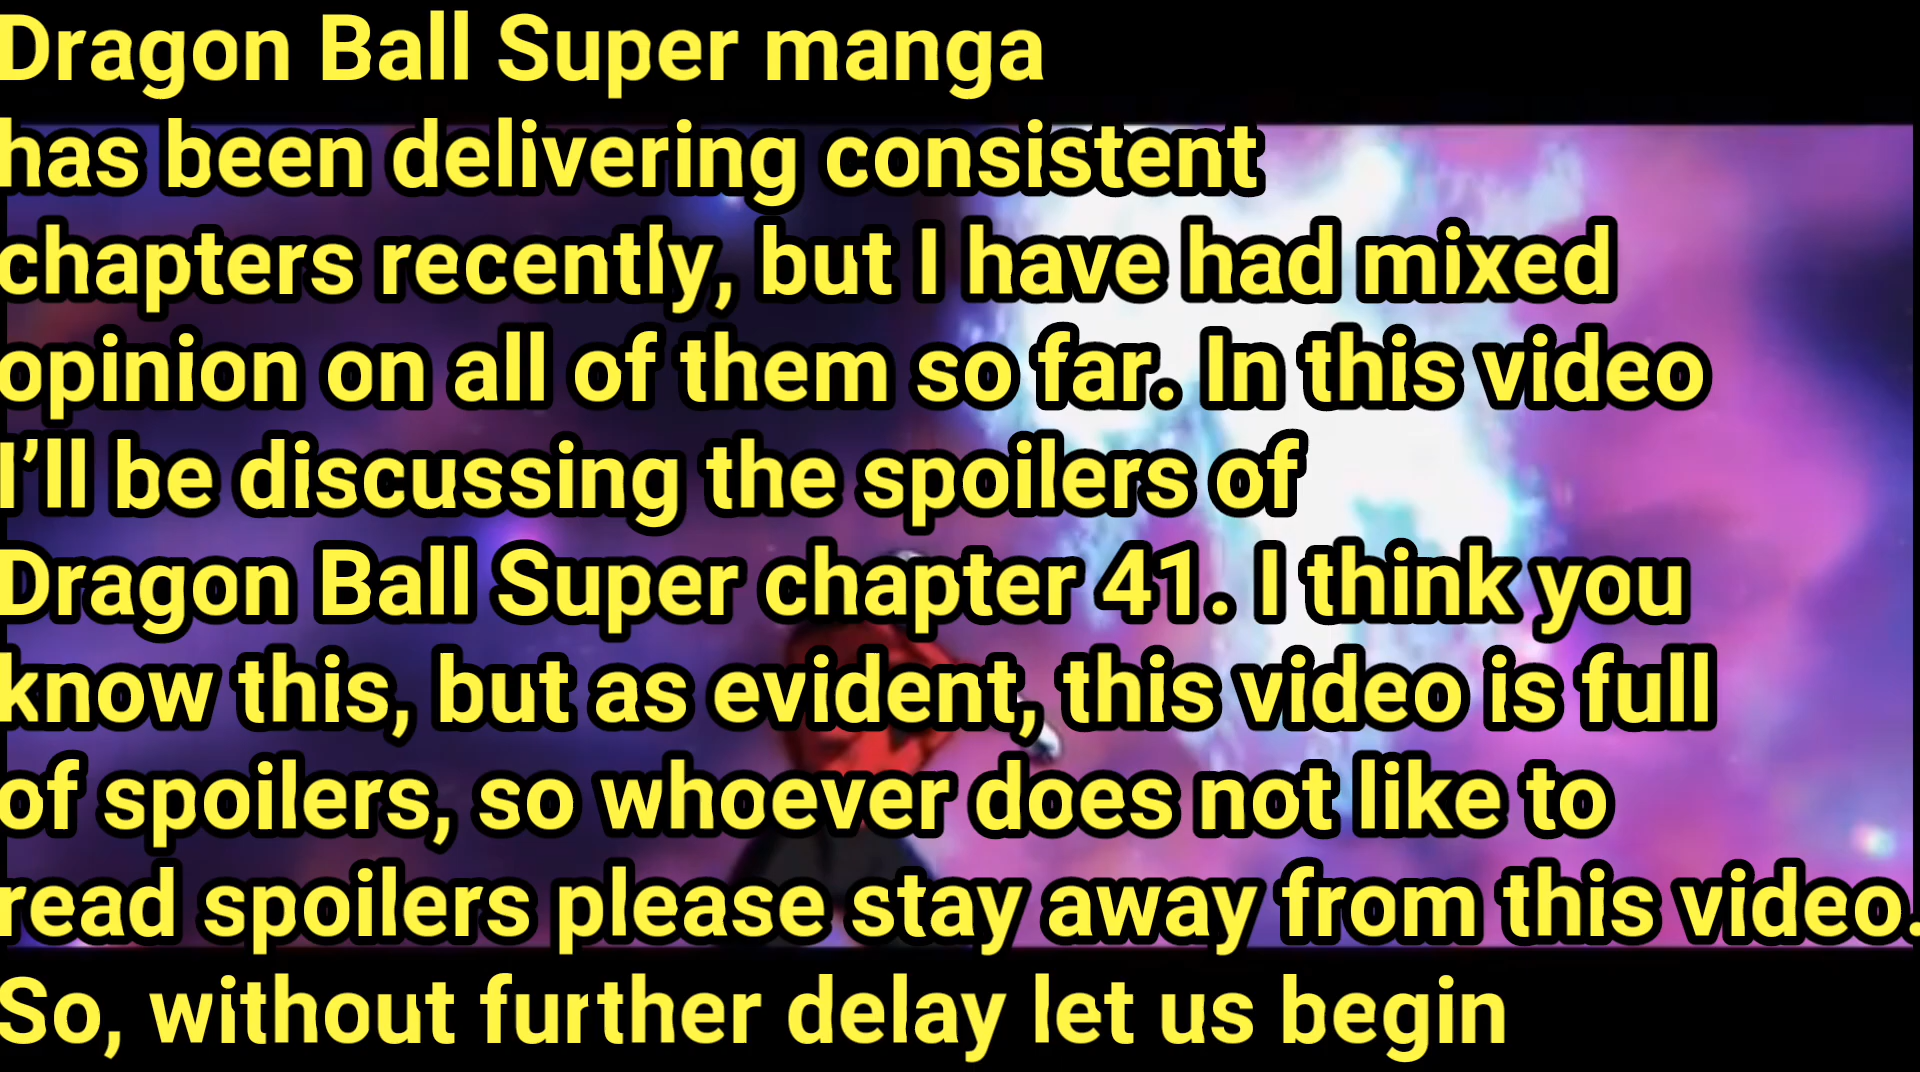 Dragon Ball Super manga
has been delivering consistent
chapters recently, but I have had mixed
opinion on all of them so far. In this video
I’ll be discussing the spoilers of
Dragon Ball Super chapter 41. I think you
know this, but as evident, this video is full
of spoilers, so whoever does not like to
read spoilers please stay away from this video.
So, without further delay let us begin